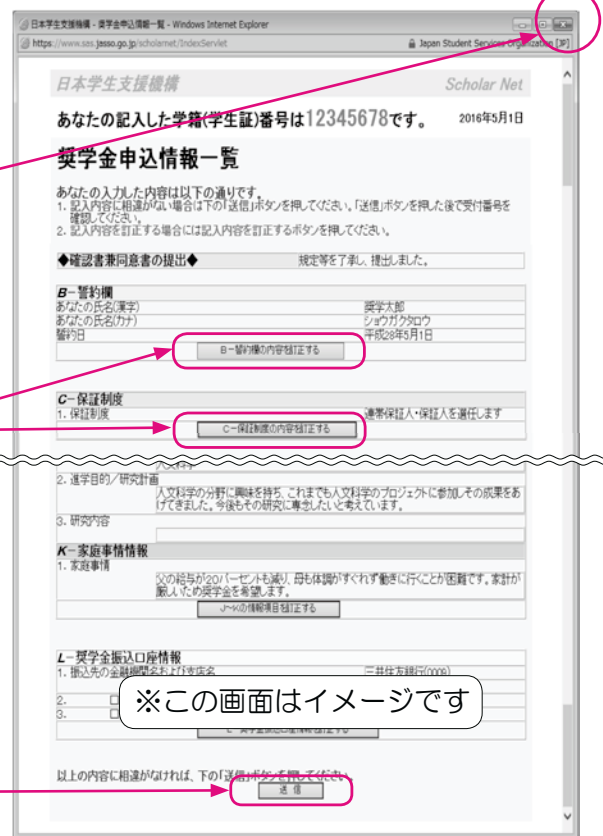 日本学生支援機構 - 奨学金申込情報一覧 - Windows Internet Explorer
https://www.sas.jasso.go.jp/scholarnet/IndexServlet
Japan Student Services Organization [JP]
日本学生支援機構
Scholar Net
あなたの記入した学籍(学生証)番号は12345678です。
2016年5月1日
奨学金申込情報一覧
あなたの入力した内容は以下の通りです。
1. 記入内容に相違がない場合は下の「送信」ボタンを押してください。「送信」ボタンを押した後で受付番号を
確認してください。
2. 記入内容を訂正する場合には記入内容を訂正するボタンを押してください。
◆確認書兼同意書の提出◆ 規定等を了承し、提出しました。
B－誓約欄
あなたの氏名(漢字) 奨学太郎
あなたの氏名(カナ) ショウガクタロウ
誓約日 平成28年5月1日
B－誓約欄の内容を訂正する
C－保証制度
1. 保証制度 連帯保証人・保証人を選任します
C－保証制度の内容を訂正する
人文科学
2. 進学目的/研究計画
人文科学の分野に興味を持ち、これまでも人文科学のプロジェクトに参加しその成果をあ
げてきました。今後もその研究に専念したいと考えています。
3. 研究内容
K－家庭事情情報
1. 家庭事情
父の給与が20パーセントも減り、母も体調がすぐれず働きに行くことが困難です。家計が
厳しいため奨学金を希望します。
J～Kの情報項目を訂正する
L－奨学金振込口座情報
1. 振込先の金融機関名および支店名 三井住友銀行(0009)
2.
3.
※この画面はイメージです
以上の内容に相違がなければ、下の「送信」ボタンを押してください。
送信